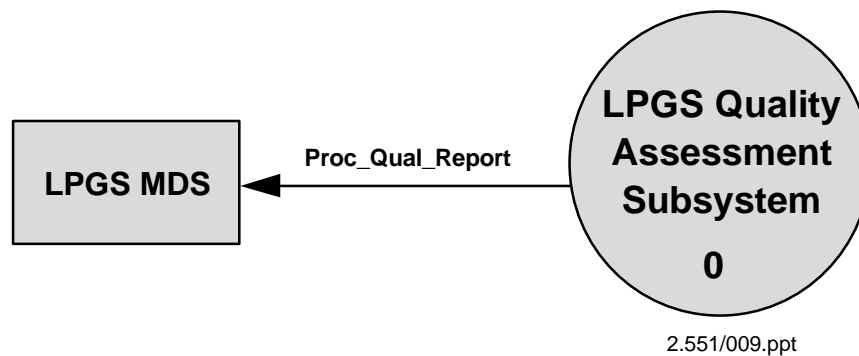 LPGS MDS
Proc_Qual_Report
LPGS Quality
Assessment
Subsystem
0
2.551/009.ppt